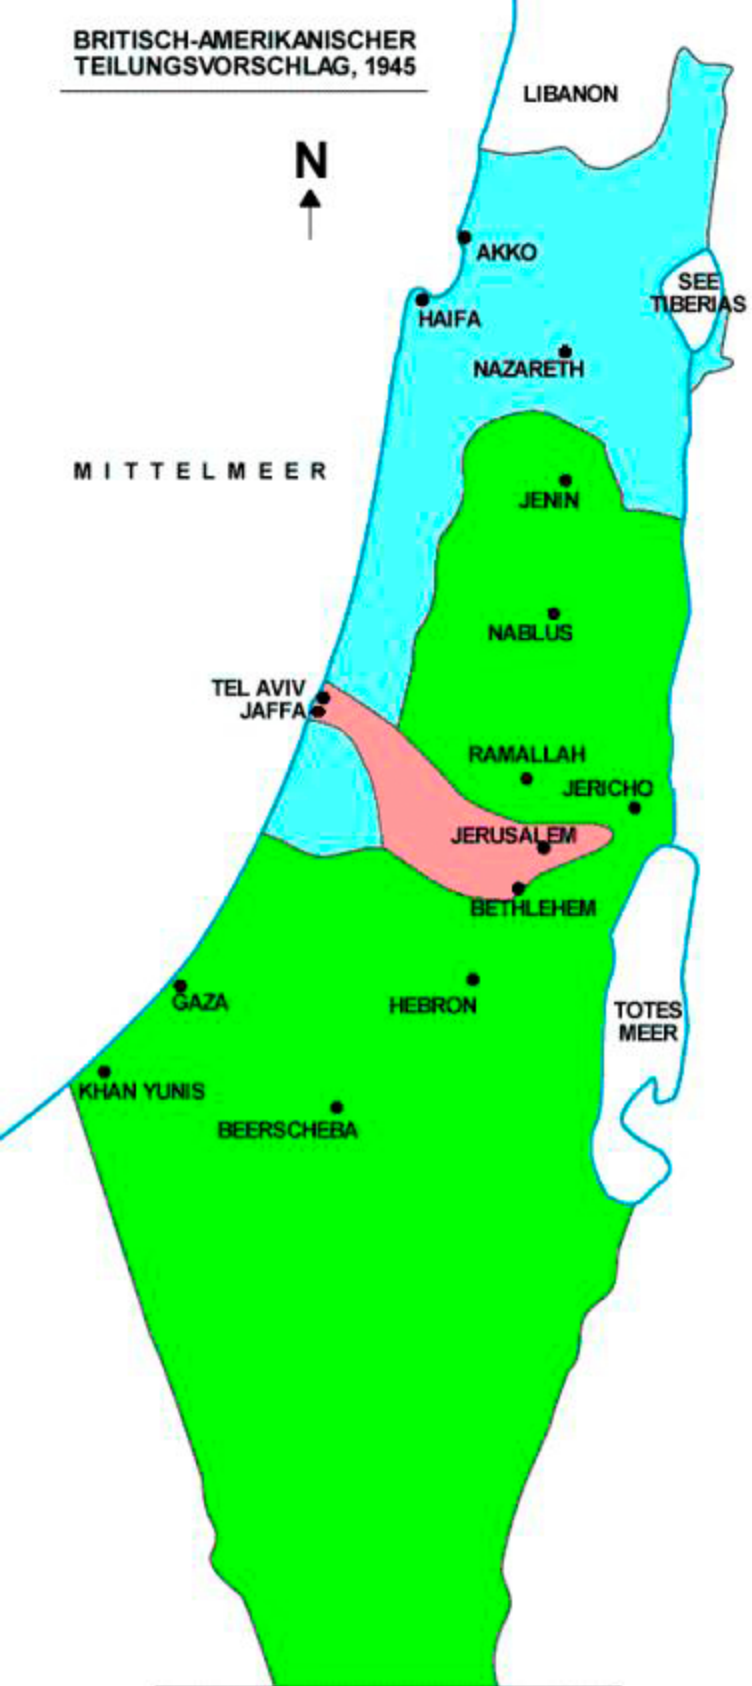 BRITISCH-AMERIKANISCHER
TEILUNGSVORSCHLAG, 1945
LIBANON
N
AKKO
SEE
TIBERIAS
HAIFA
NAZARETH
MITTELMEER
JENIN
NABLUS
TEL AVIV
JAFFA
RAMALLAH
JERICHO
JERUSALEM
BETHLEHEM
GAZA
HEBRON
TOTES
MEER
KHAN YUNIS
BEERSCHEBA